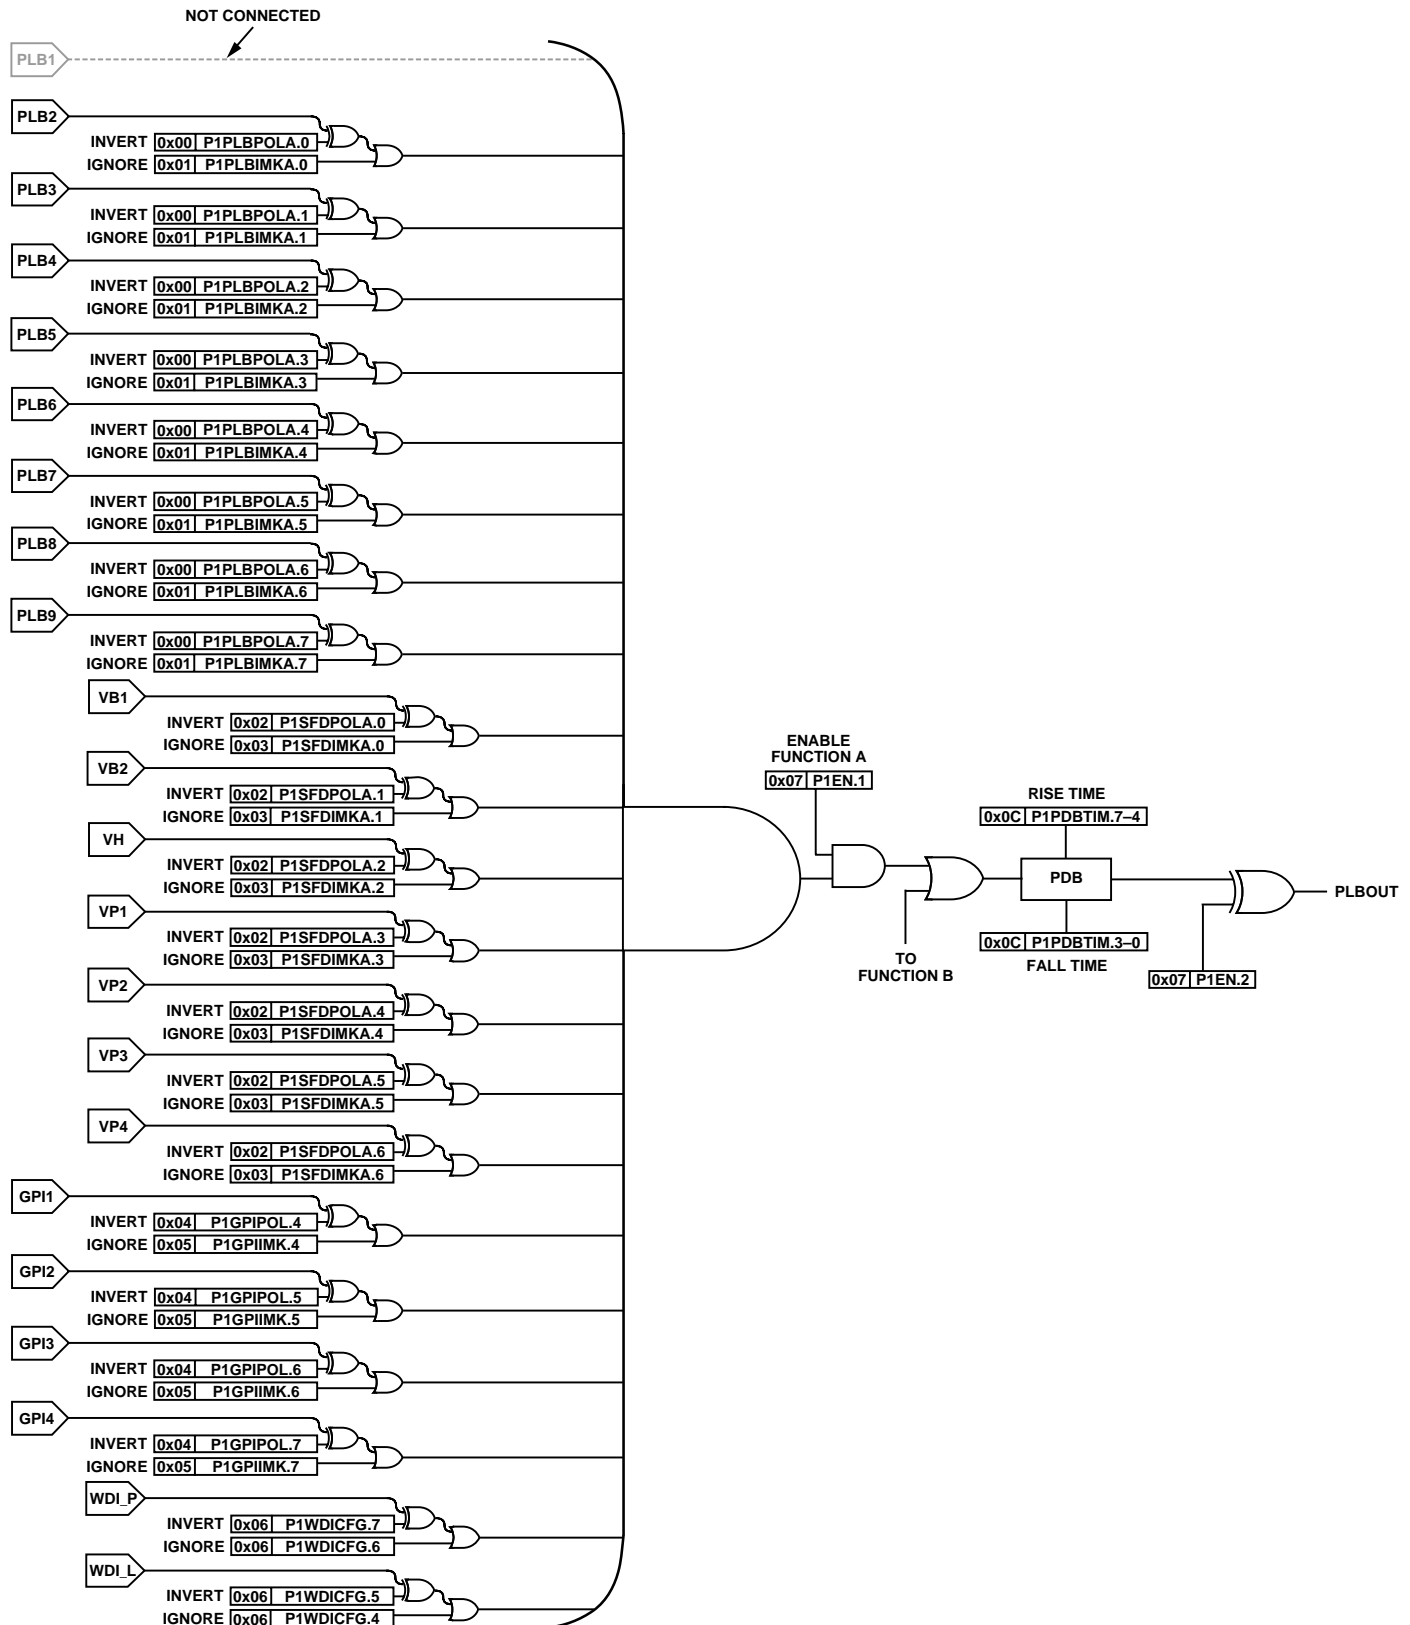 NOT CONNECTED
PLB1
PLB2
INVERT 0x00 P1PLBPOLA.0
IGNORE 0x01 P1PLBIMKA.0
PLB3
INVERT 0x00 P1PLBPOLA.1
IGNORE 0x01 P1PLBIMKA.1
PLB4
INVERT 0x00 P1PLBPOLA.2
IGNORE 0x01 P1PLBIMKA.2
PLB5
INVERT 0x00 P1PLBPOLA.3
IGNORE 0x01 P1PLBIMKA.3
PLB6
INVERT 0x00 P1PLBPOLA.4
IGNORE 0x01 P1PLBIMKA.4
PLB7
INVERT 0x00 P1PLBPOLA.5
IGNORE 0x01 P1PLBIMKA.5
PLB8
INVERT 0x00 P1PLBPOLA.6
IGNORE 0x01 P1PLBIMKA.6
PLB9
INVERT 0x00 P1PLBPOLA.7
IGNORE 0x01 P1PLBIMKA.7
VB1
INVERT 0x02 P1SFDPOLA.0
IGNORE 0x03 P1SFDIMKA.0
VB2
INVERT 0x02 P1SFDPOLA.1
IGNORE 0x03 P1SFDIMKA.1
VH
INVERT 0x02 P1SFDPOLA.2
IGNORE 0x03 P1SFDIMKA.2
VP1
INVERT 0x02 P1SFDPOLA.3
IGNORE 0x03 P1SFDIMKA.3
VP2
INVERT 0x02 P1SFDPOLA.4
IGNORE 0x03 P1SFDIMKA.4
VP3
INVERT 0x02 P1SFDPOLA.5
IGNORE 0x03 P1SFDIMKA.5
VP4
INVERT 0x02 P1SFDPOLA.6
IGNORE 0x03 P1SFDIMKA.6
GPI1
INVERT 0x04 P1GPIPOL.4
IGNORE 0x05 P1GPIIMK.4
GPI2
INVERT 0x04 P1GPIPOL.5
IGNORE 0x05 P1GPIIMK.5
GPI3
INVERT 0x04 P1GPIPOL.6
IGNORE 0x05 P1GPIIMK.6
GPI4
INVERT 0x04 P1GPIPOL.7
IGNORE 0x05 P1GPIIMK.7
WDI_P
INVERT 0x06 P1WDICFG.7
IGNORE 0x06 P1WDICFG.6
WDI_L
INVERT 0x06 P1WDICFG.5
IGNORE 0x06 P1WDICFG.4
ENABLE
FUNCTION A
0x07 P1EN.1
TO
FUNCTION B
RISE TIME
0x0C P1PDBTIM.7–4
PDB
0x0C P1PDBTIM.3–0
FALL TIME
0x07 P1EN.2
PLBOUT